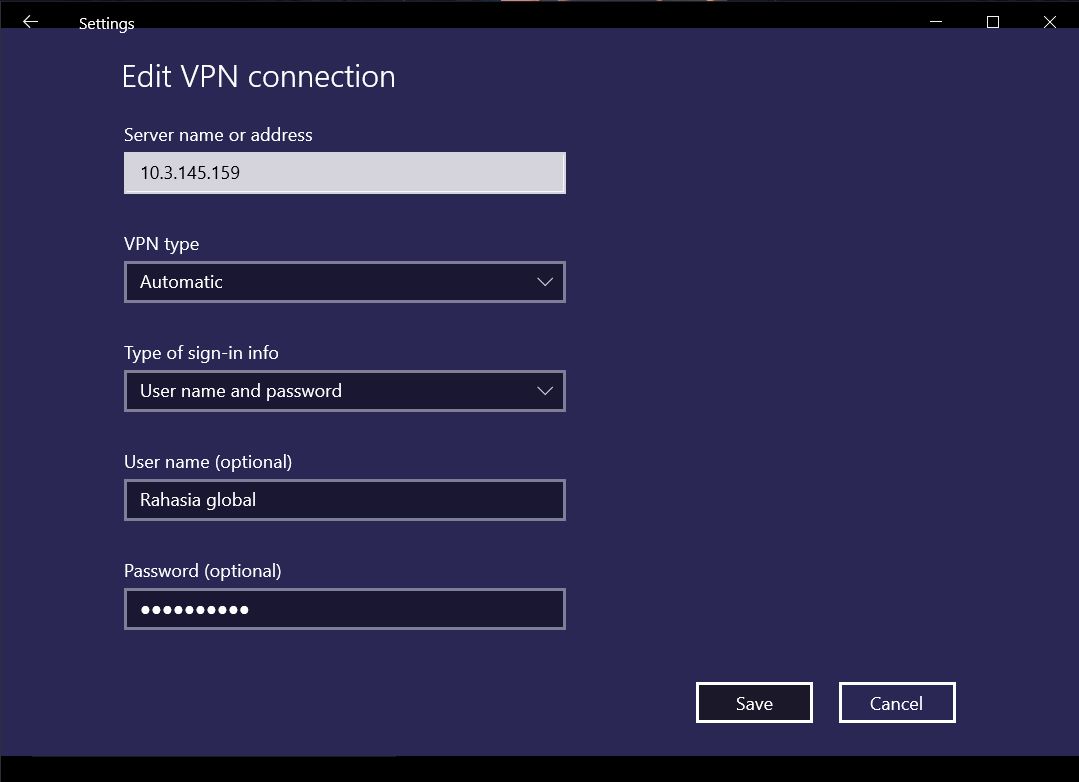 Settings
Edit VPN connection
Server name or address
10.3.145.159
VPN type
Automatic
Type of sign-in info
User name and password
User name (optional)
Rahasia global
Password (optional)
●●●●●●●●●●
Save
Cancel